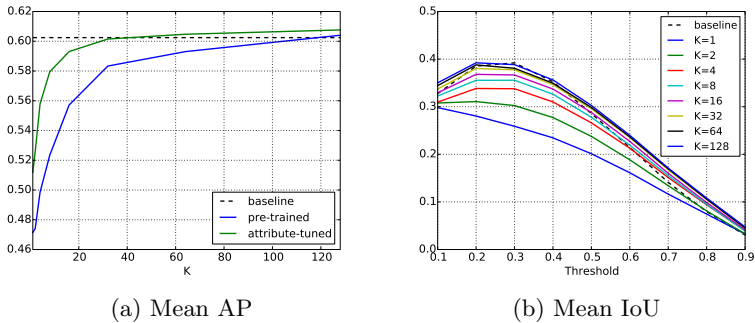 0.62
0.60
0.58
0.56
0.54
0.52
0.50
0.48
0.46
20
40
60
80
100
120
K
baseline
pre-trained
attribute-tuned
(a) Mean AP
0.5
0.4
0.3
0.2
0.1
0.0
0.1
0.2
0.3
0.4
0.5
0.6
0.7
0.8
0.9
Threshold
baseline
K=1
K=2
K=4
K=8
K=16
K=32
K=64
K=128
(b) Mean IoU